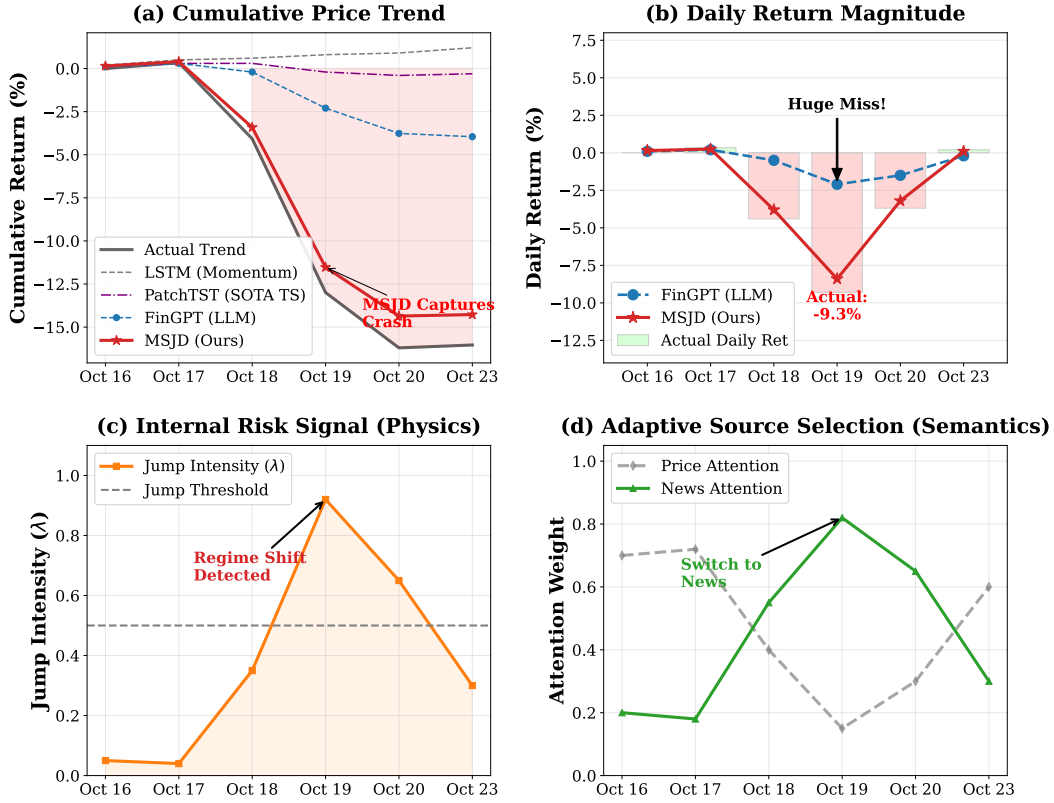 (a) Cumulative Price Trend
Cumulative Return (%)
0.0
−2.5
−5.0
−7.5
−10.0
−12.5
−15.0
Actual Trend
LSTM (Momentum)
PatchTST (SOTA TS)
FinGPT (LLM)
MSJD (Ours)
MSJD Captures
Crash
Oct 16 Oct 17 Oct 18 Oct 19 Oct 20 Oct 23
(b) Daily Return Magnitude
Daily Return (%)
7.5
5.0
2.5
0.0
−2.5
−5.0
−7.5
−10.0
−12.5
Huge Miss!
FinGPT (LLM)
MSJD (Ours)
Actual Daily Ret
Actual:
-9.3%
Oct 16 Oct 17 Oct 18 Oct 19 Oct 20 Oct 23
(c) Internal Risk Signal (Physics)
Jump Intensity (λ)
1.0
0.8
0.6
0.4
0.2
0.0
Jump Intensity (λ)
Jump Threshold
Regime Shift
Detected
Oct 16 Oct 17 Oct 18 Oct 19 Oct 20 Oct 23
(d) Adaptive Source Selection (Semantics)
Attention Weight
1.0
0.8
0.6
0.4
0.2
0.0
Price Attention
News Attention
Switch to
News
Oct 16 Oct 17 Oct 18 Oct 19 Oct 20 Oct 23